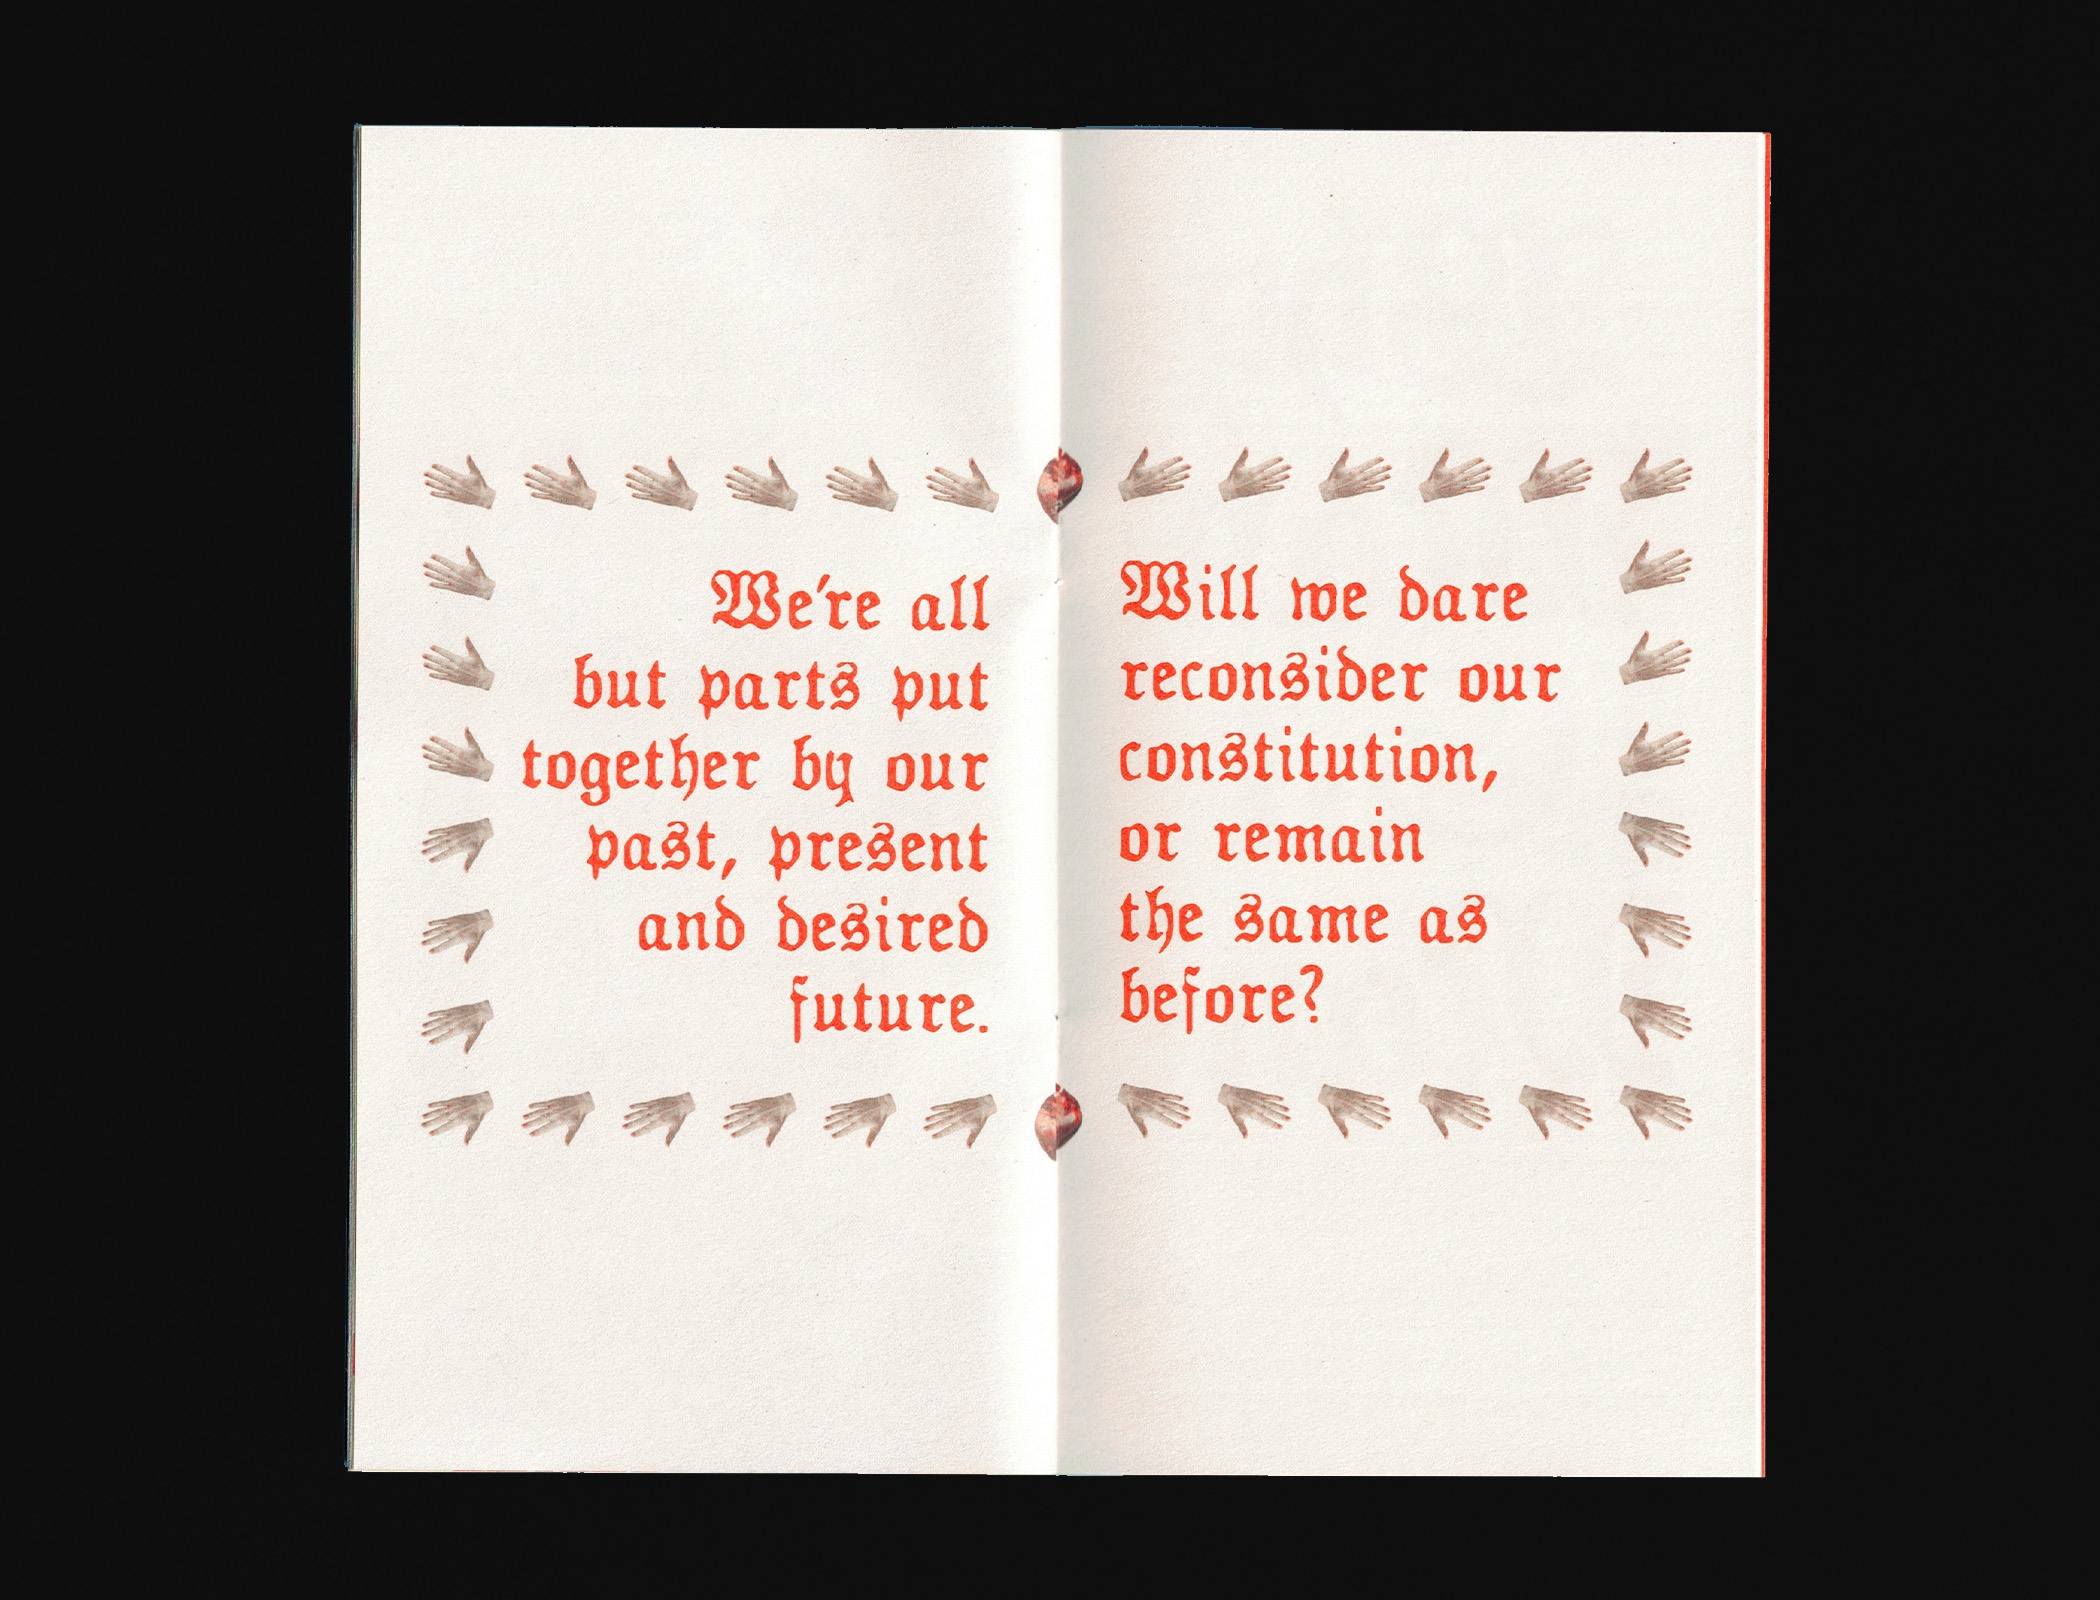 We're all
but parts put
together by our
past, present
and desired
future.
Will we dare
reconsider our
constitution,
or remain
the same as
before?